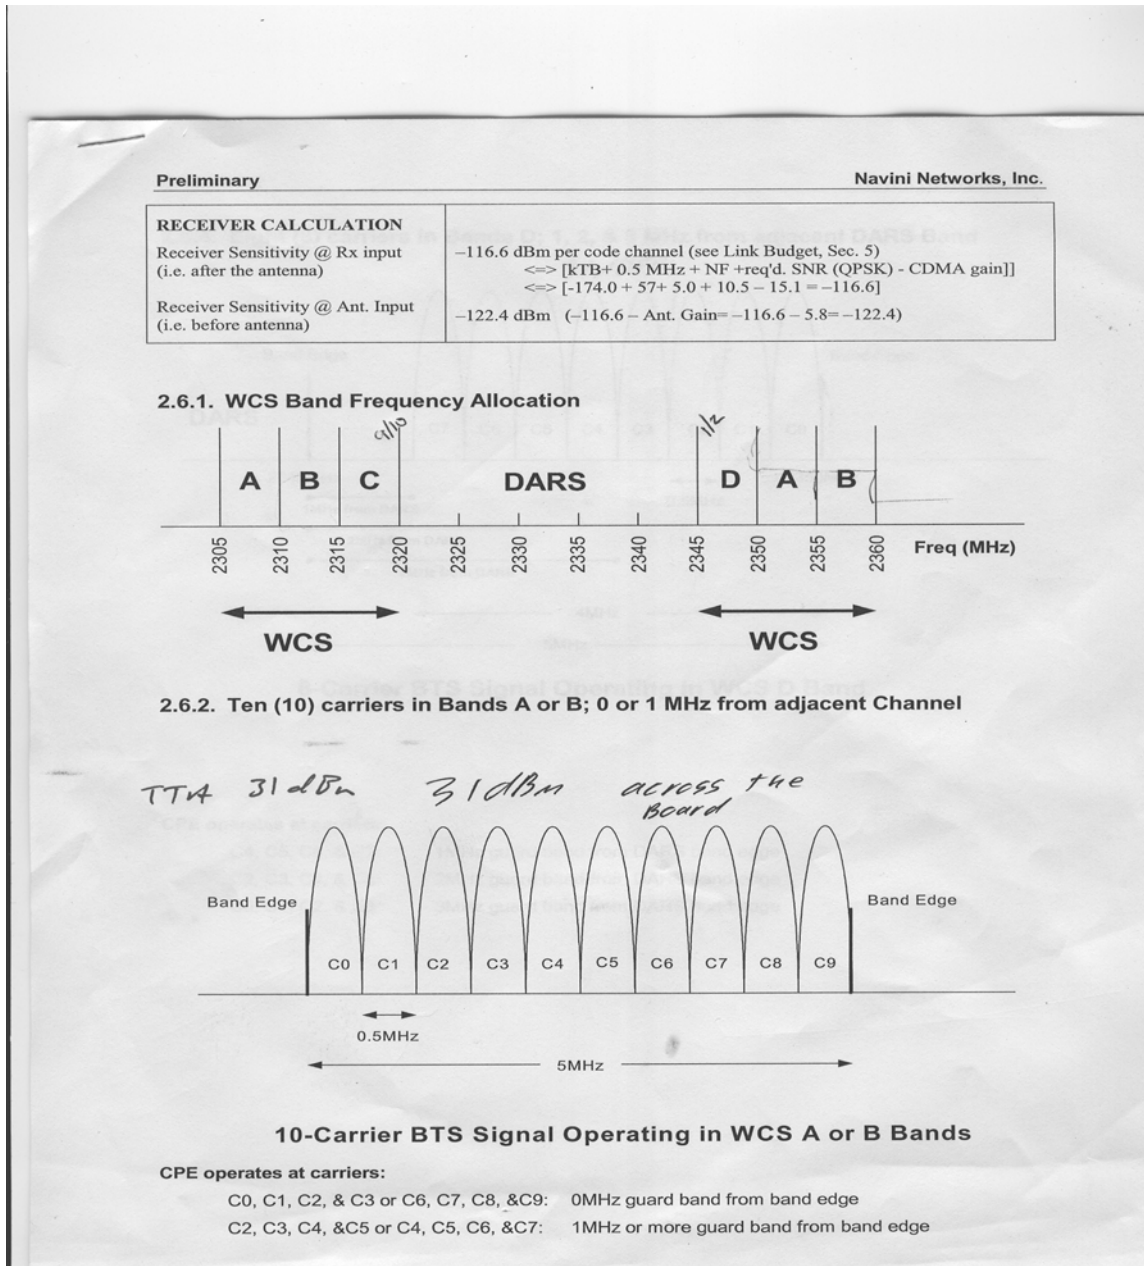 Preliminary
Navini Networks, Inc.
RECEIVER CALCULATION
Receiver Sensitivity @ Rx input
(i.e. after the antenna)
–116.6 dBm per code channel (see Link Budget, Sec. 5)
<=> [kTB+ 0.5 MHz + NF +req'd. SNR (QPSK) - CDMA gain]]
<=> [-174.0 + 57+ 5.0 + 10.5 – 15.1 = –116.6]
Receiver Sensitivity @ Ant. Input
(i.e. before antenna)
–122.4 dBm (–116.6 – Ant. Gain= –116.6 – 5.8= –122.4)
2.6.1. WCS Band Frequency Allocation
9/10
1/2
A B C DARS D A B
2305 2310 2315 2320 2325 2330 2335 2340 2345 2350 2355 2360
Freq (MHz)
WCS WCS
2.6.2. Ten (10) carriers in Bands A or B; 0 or 1 MHz from adjacent Channel
31 dBm 31 dBm across the
Board
Band Edge
Band Edge
C0 C1 C2 C3 C4 C5 C6 C7 C8 C9
0.5MHz
5MHz
10-Carrier BTS Signal Operating in WCS A or B Bands
CPE operates at carriers:
C0, C1, C2, & C3 or C6, C7, C8, &C9: 0MHz guard band from band edge
C2, C3, C4, &C5 or C4, C5, C6, &C7: 1MHz or more guard band from band edge